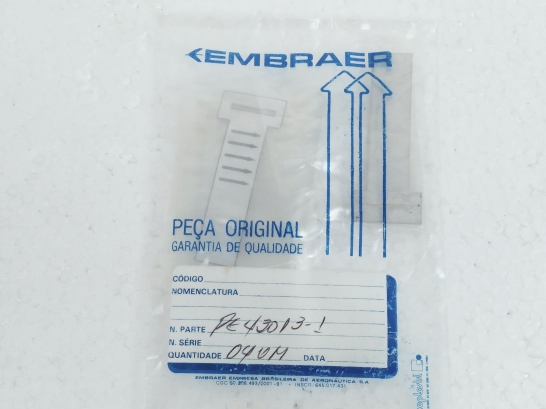 EMBRAER
PEÇA ORIGINAL
GARANTIA DE QUALIDADE
CÓDIGO
NOMENCLATURA
N. PARTE PE43013-1
N. SÉRIE
QUANTIDADE 04UM DATA
EMBRAER EMPRESA BRASILEIRA DE AERONÁUTICA S.A